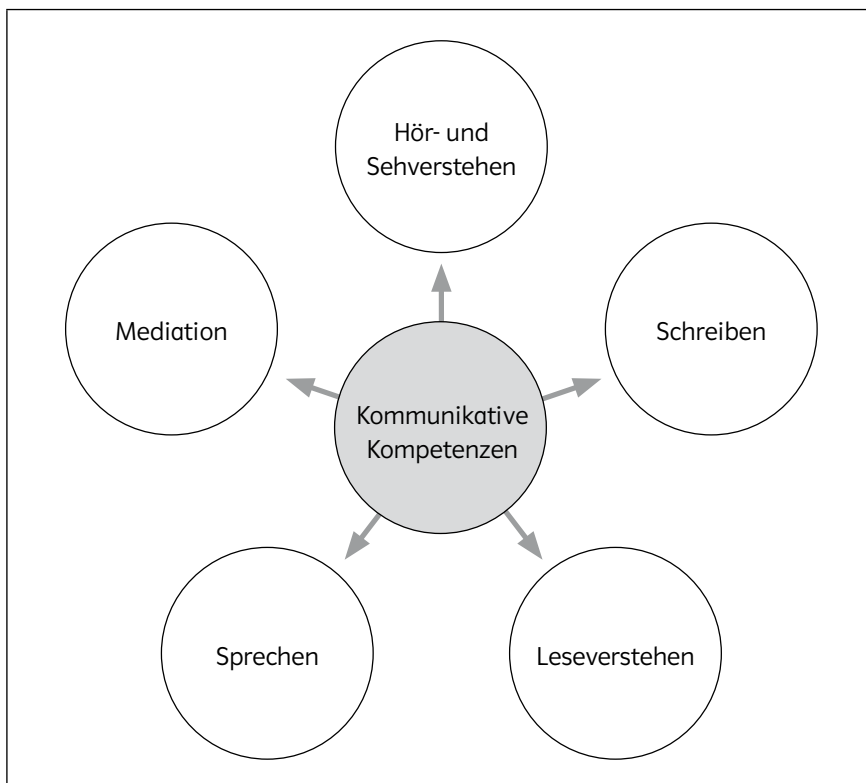 Hör- und
Sehverstehen
Mediation
Schreiben
Kommunikative
Kompetenzen
Sprechen
Leseverstehen